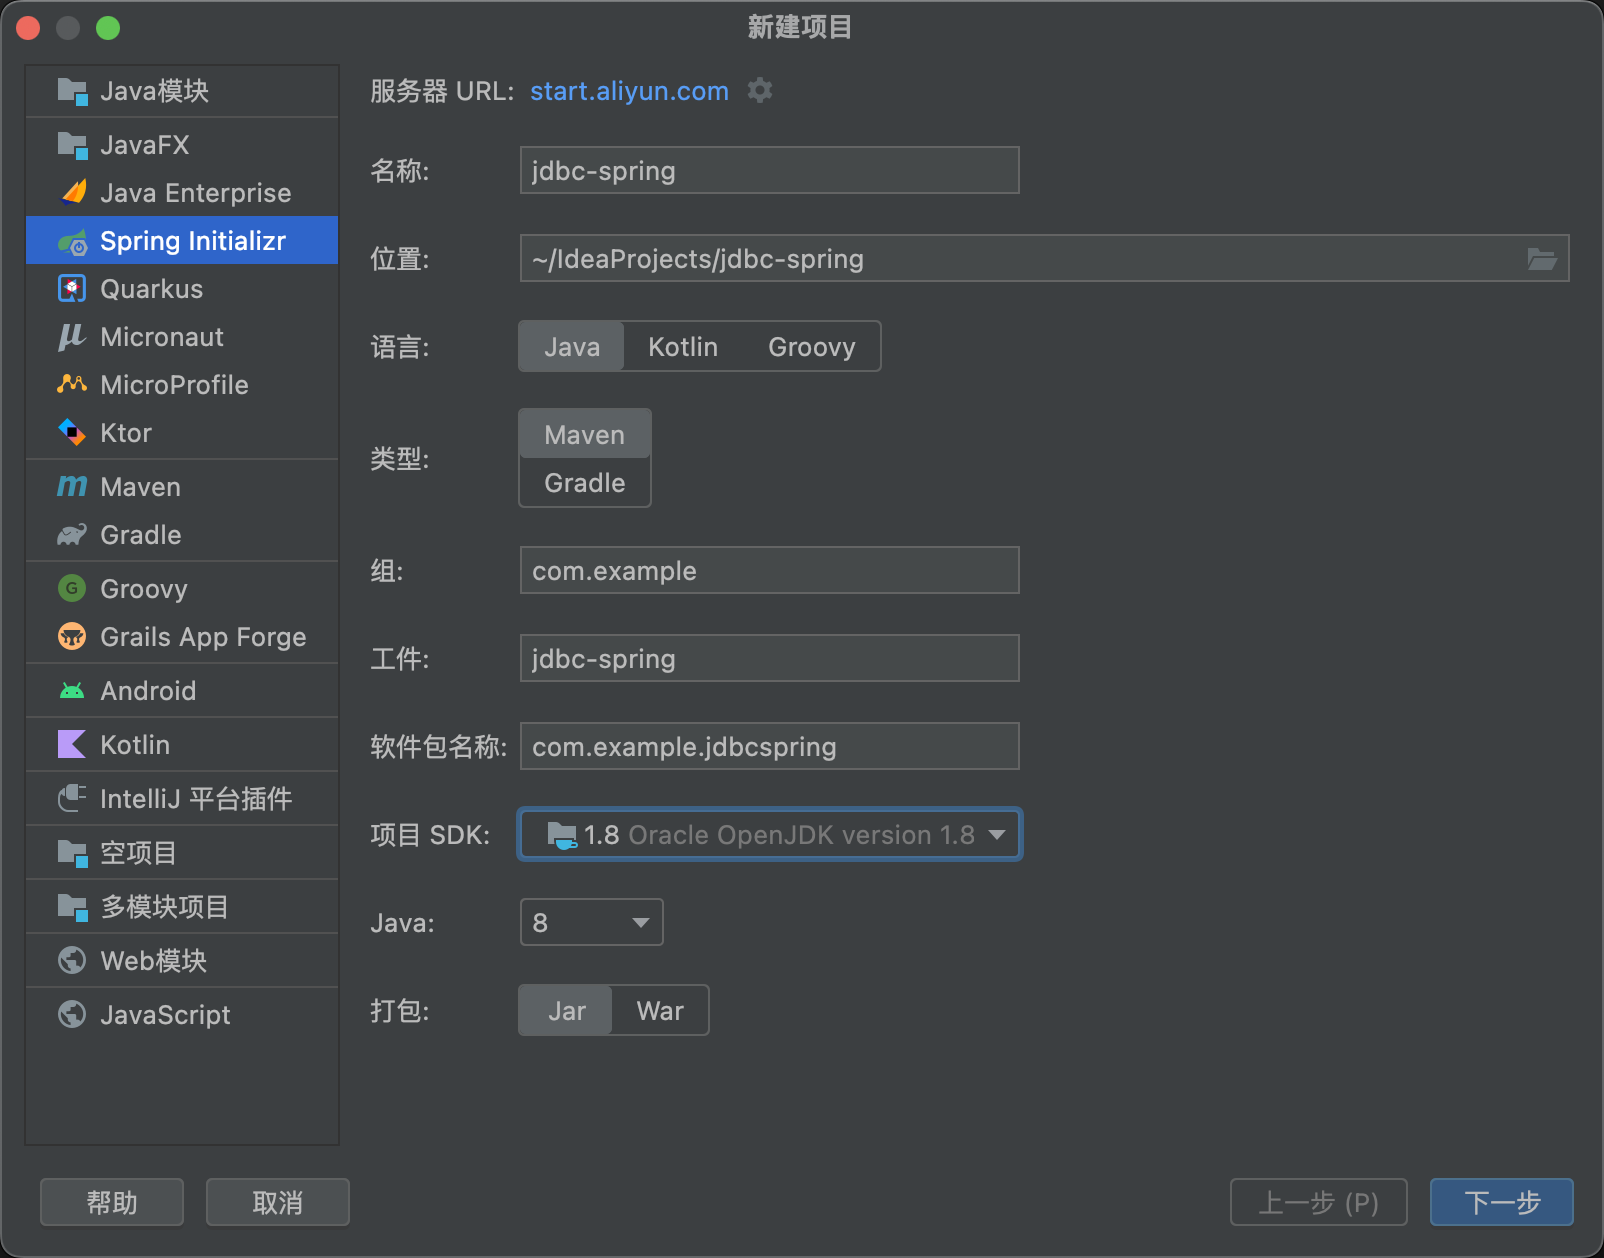 新建项目
Java模块
JavaFX
Java Enterprise
Spring Initializr
Quarkus
Micronaut
MicroProfile
Ktor
Maven
Gradle
Groovy
Grails App Forge
Android
Kotlin
IntelliJ 平台插件
空项目
多模块项目
Web模块
JavaScript
服务器 URL: start.aliyun.com
名称: jdbc-spring
位置: ~/IdeaProjects/jdbc-spring
语言: Java Kotlin Groovy
类型: Maven
Gradle
组: com.example
工件: jdbc-spring
软件包名称: com.example.jdbcspring
项目 SDK: 1.8 Oracle OpenJDK version 1.8
Java: 8
打包: Jar War
帮助 取消 上一步 (P) 下一步